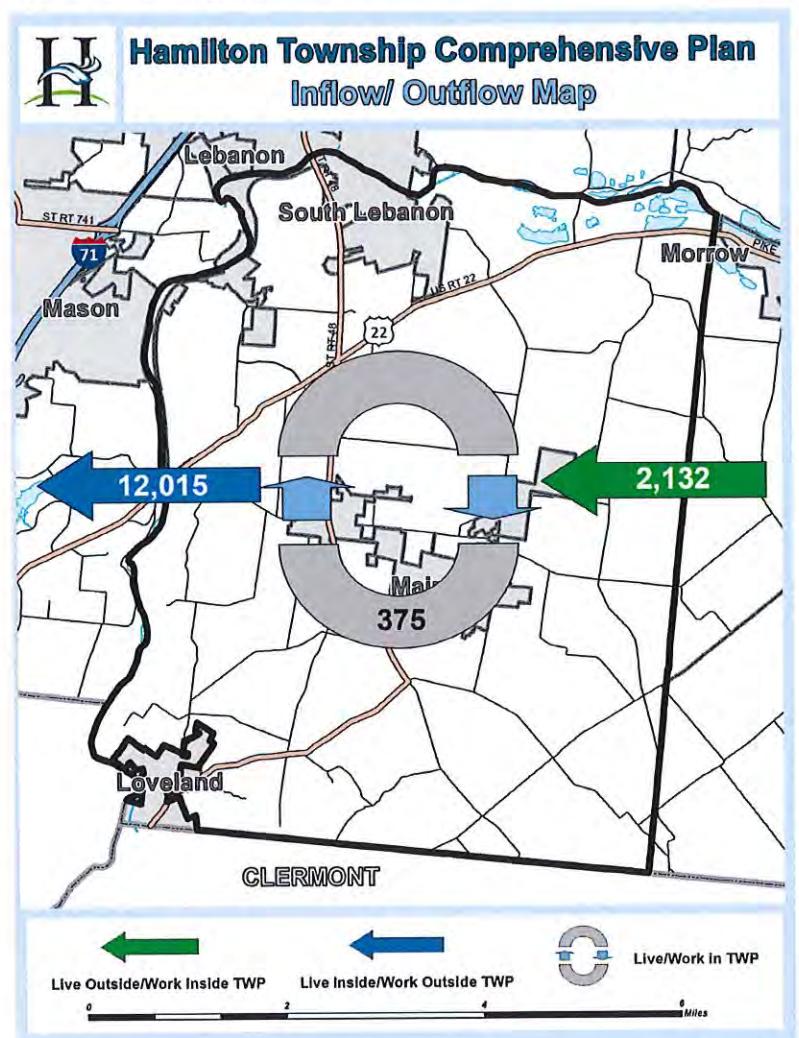 H
Hamilton Township Comprehensive Plan
Inflow/ Outflow Map
Lebanon
ST RT 741
South Lebanon
71
Morrow
PIKE
Mason
US RT 22
22
ST RT 48
12,015
2,132
375
Loveland
CLERMONT
Live Outside/Work Inside TWP
Live Inside/Work Outside TWP
Live/Work in TWP
0 2 4 6
Miles